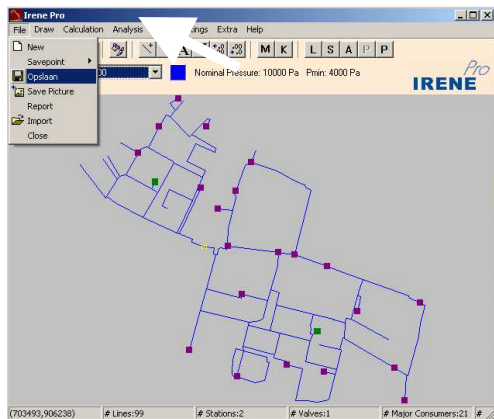 Irene Pro
File Draw Calculation Analysis ngs Extra Help
New
Savepoint
Opslaan
Save Picture
Report
Import
Close
A M K L S A P P
00 Nominal Pressure: 10000 Pa Pmin: 4000 Pa
Pro
IRENE
(703493,906238) # Lines:99 # Stations:2 # Valves:1 # Major Consumers:21 #